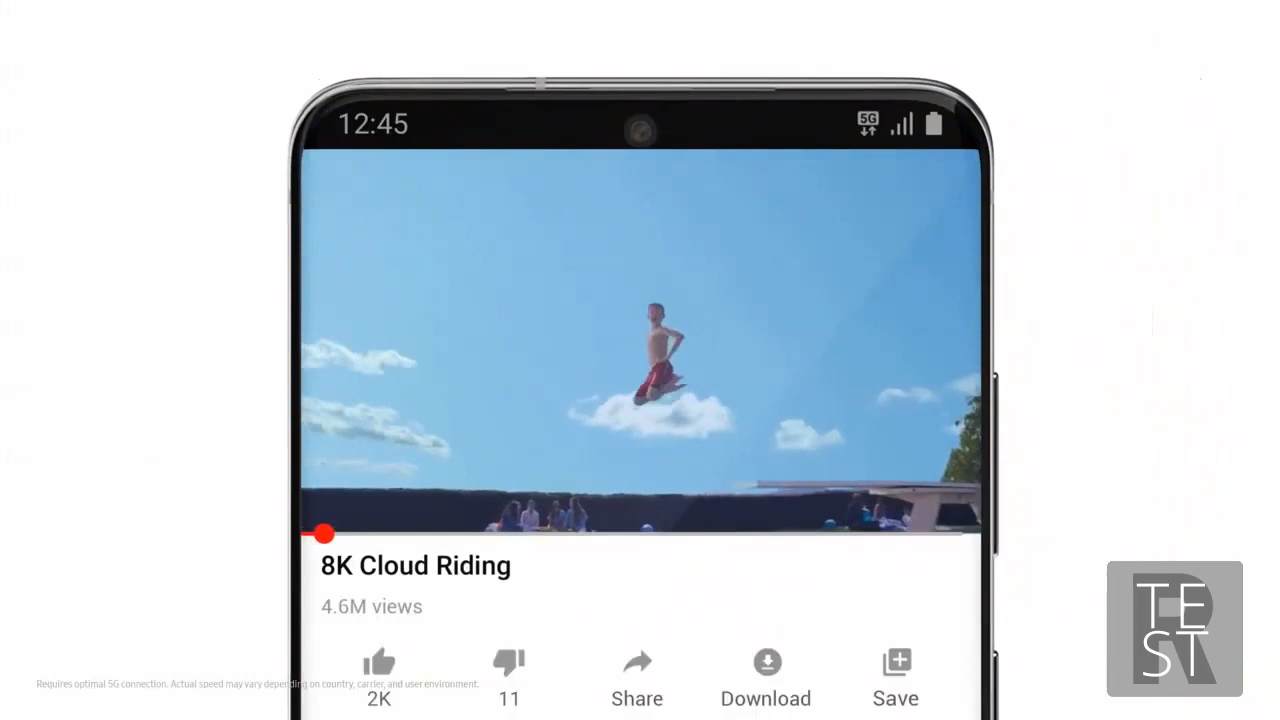 12:45
5G
8K Cloud Riding
4.6M views
2K
11
Share
Download
Save
Requires optimal 5G connection. Actual speed may vary depending on country, carrier, and user environment.
R
TE
ST